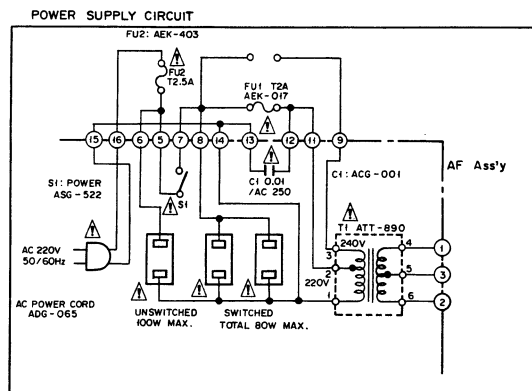 POWER SUPPLY CIRCUIT
FU2: AEK-403
FU2
T2.5A
FU1 T2A
AEK-017
15 16 6 5 7 8 14 13 12 11 9
AF Ass'y
S1: POWER
ASG-522
S1
C1 0.01
/AC 250
C1: ACG-001
T1 ATT-890
AC 220V
50/60Hz
240V
3
2
220V
1
4
5
6
1
3
2
AC POWER CORD
ADG-065
UNSWITCHED
100W MAX.
SWITCHED
TOTAL 80W MAX.